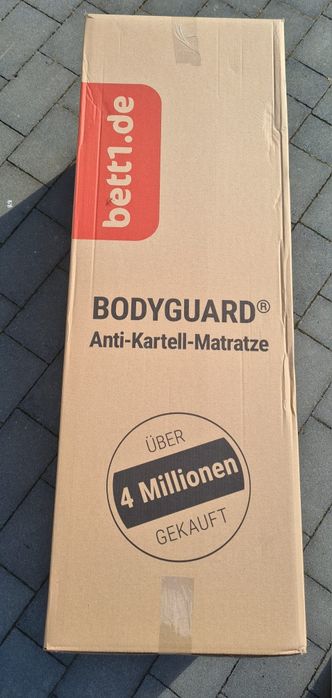 bett1.de
BODYGUARD®
Anti-Kartell-Matratze
ÜBER
4 Millionen
GEKAUFT